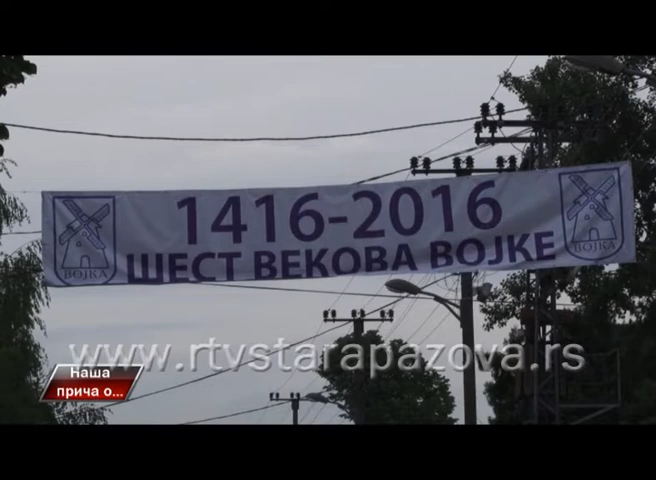 1416-2016
ШЕСТ ВЕКОВА ВОЈКЕ
ВОЈКА
ВОЈКА
www.rtvstarapazova.rs
Наша
прича о...